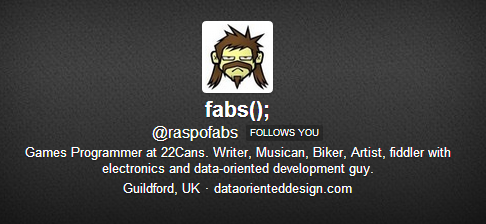 fabs();
@raspofabs FOLLOWS YOU
Games Programmer at 22Cans. Writer, Musican, Biker, Artist, fiddler with
electronics and data-oriented development guy.
Guildford, UK · dataorienteddesign.com